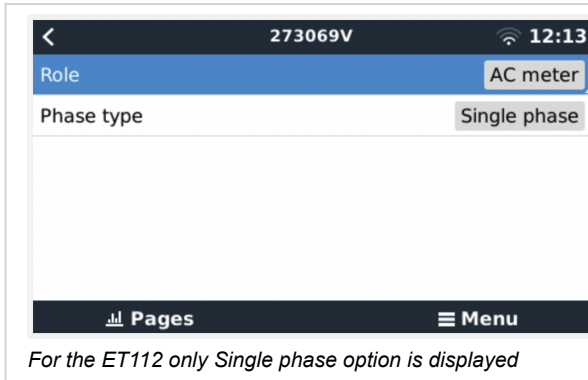 273069V 12:13
Role AC meter
Phase type Single phase
Pages Menu
For the ET112 only Single phase option is displayed